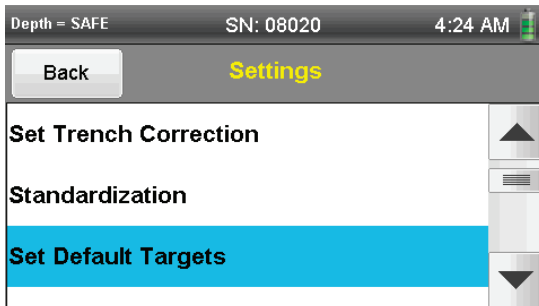 Depth = SAFE SN: 08020 4:24 AM
Back Settings
Set Trench Correction
Standardization
Set Default Targets